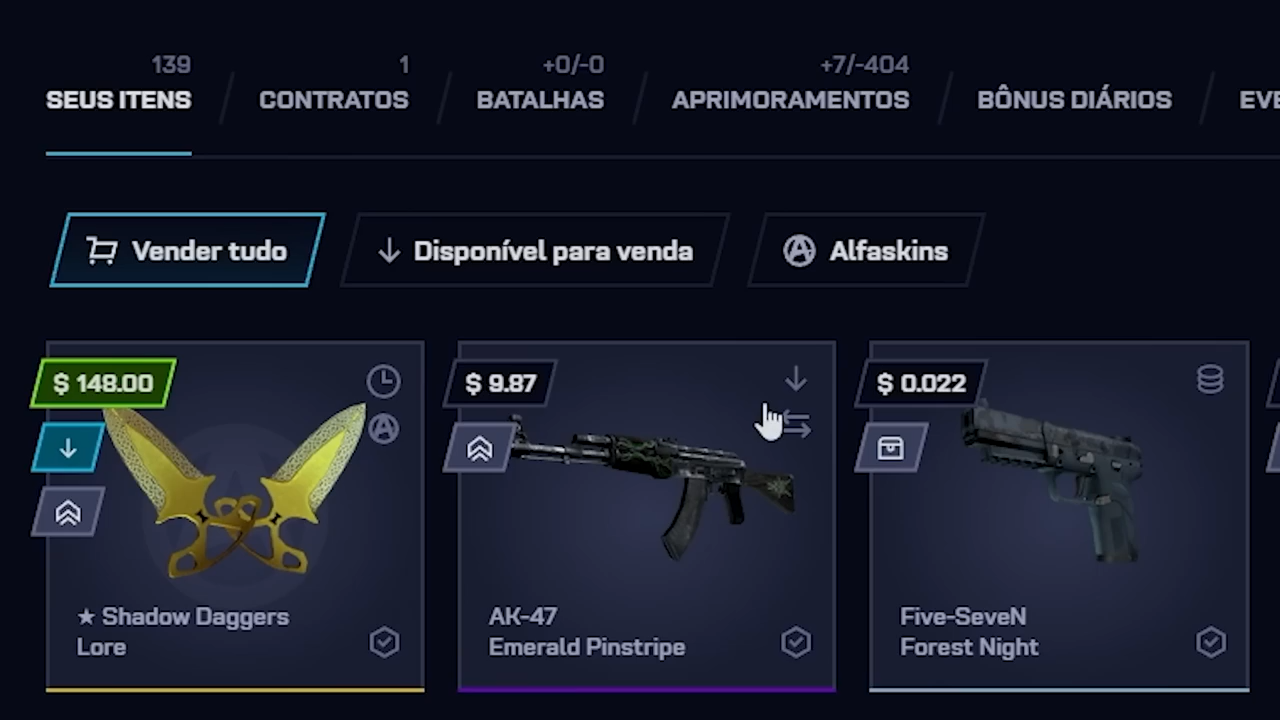 139
SEUS ITENS
1
CONTRATOS
+0/-0
BATALHAS
+7/-404
APRIMORAMENTOS
BÔNUS DIÁRIOS
EVE
Vender tudo
Disponível para venda
Alfaskins
$ 148.00
★ Shadow Daggers
Lore
$ 9.87
AK-47
Emerald Pinstripe
$ 0.022
Five-SeveN
Forest Night